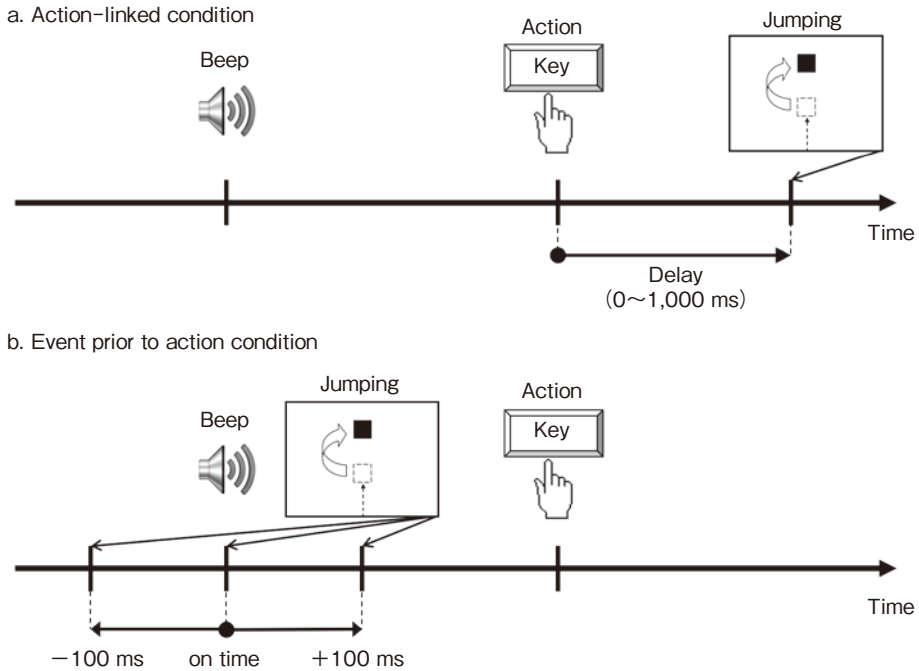 a. Action-linked condition
Action
Jumping
Beep
Key
Time
Delay
(0〜1,000 ms)
b. Event prior to action condition
Jumping
Action
Beep
Key
Time
−100 ms on time +100 ms